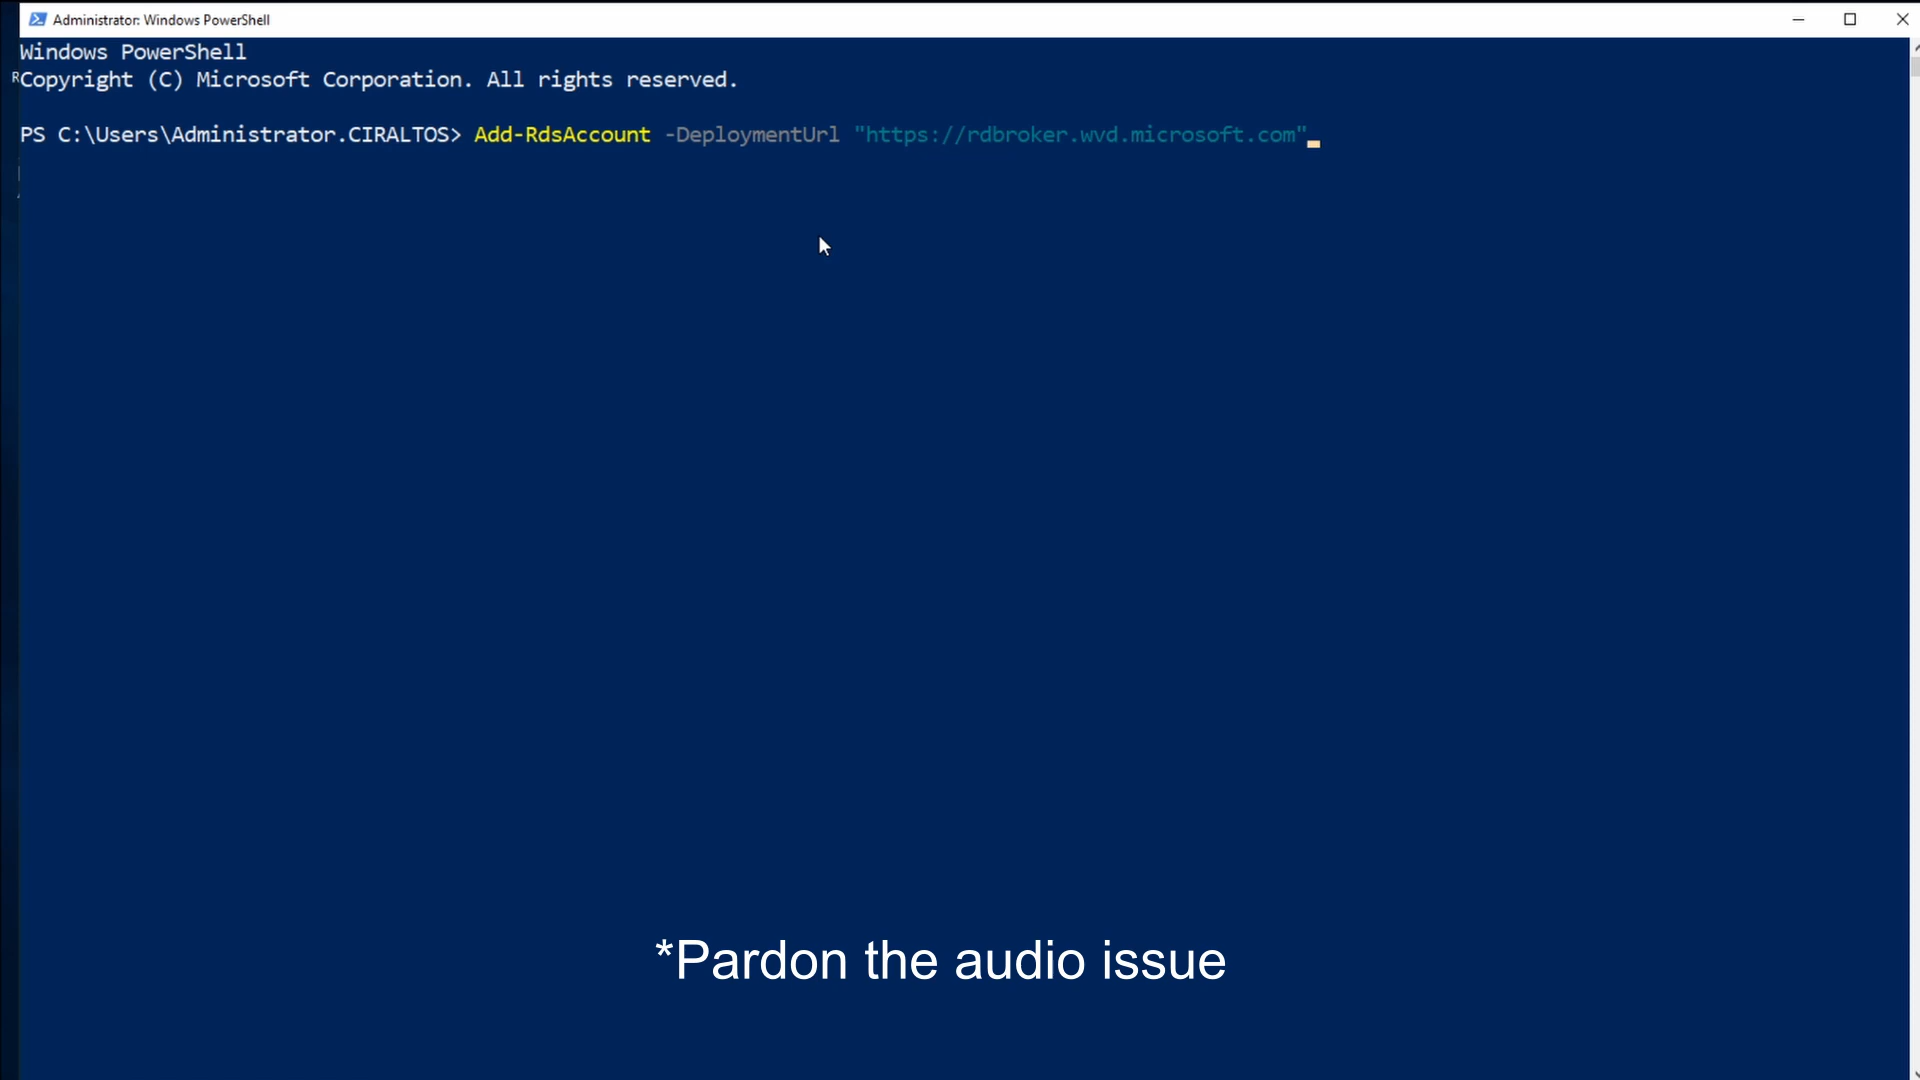 Administrator: Windows PowerShell
Windows PowerShell
Copyright (C) Microsoft Corporation. All rights reserved.
PS C:\Users\Administrator.CIRALTOS> Add-RdsAccount -DeploymentUrl "https://rdbroker.wvd.microsoft.com"
*Pardon the audio issue